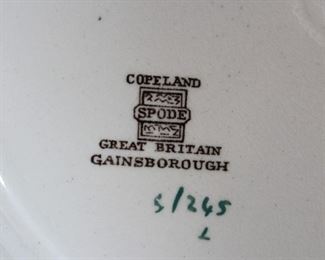 COPELAND
SPODE
GREAT BRITAIN
GAINSBOROUGH
S/245
L